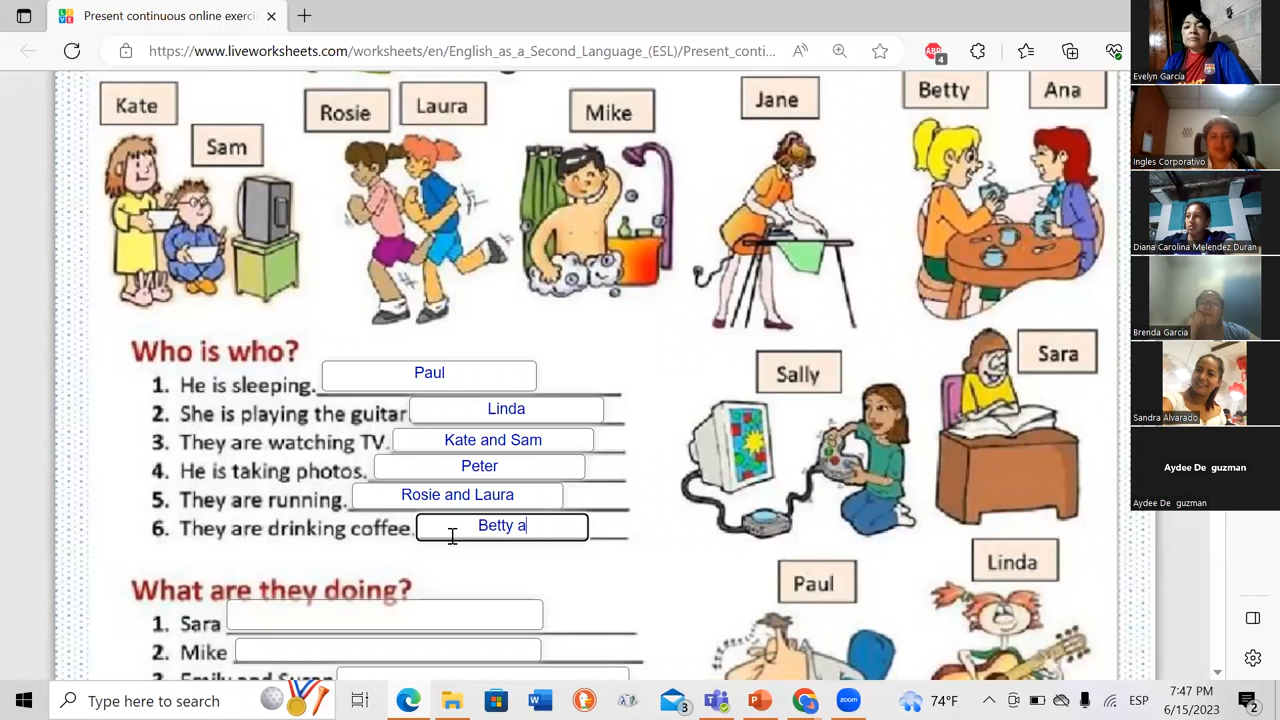 Present continuous online exerci
https://www.liveworksheets.com/worksheets/en/English_as_a_Second_Language_(ESL)/Present_conti...
4
Kate
Sam
Rosie
Laura
Mike
Jane
Betty
Ana
Who is who?
1. He is sleeping. Paul
2. She is playing the guitar Linda
3. They are watching TV. Kate and Sam
4. He is taking photos. Peter
5. They are running. Rosie and Laura
6. They are drinking coffee Betty a
Sally
Sara
What are they doing?
1. Sara
2. Mike
Paul
Linda
Evelyn García
Ingles Corporativo
Diana Carolina Melendez Duran
Brenda Garcia
Sandra Alvarado
Aydee De guzman
Aydee De guzman
Type here to search
3
zoom
74°F
ESP
7:47 PM
6/15/2023
2